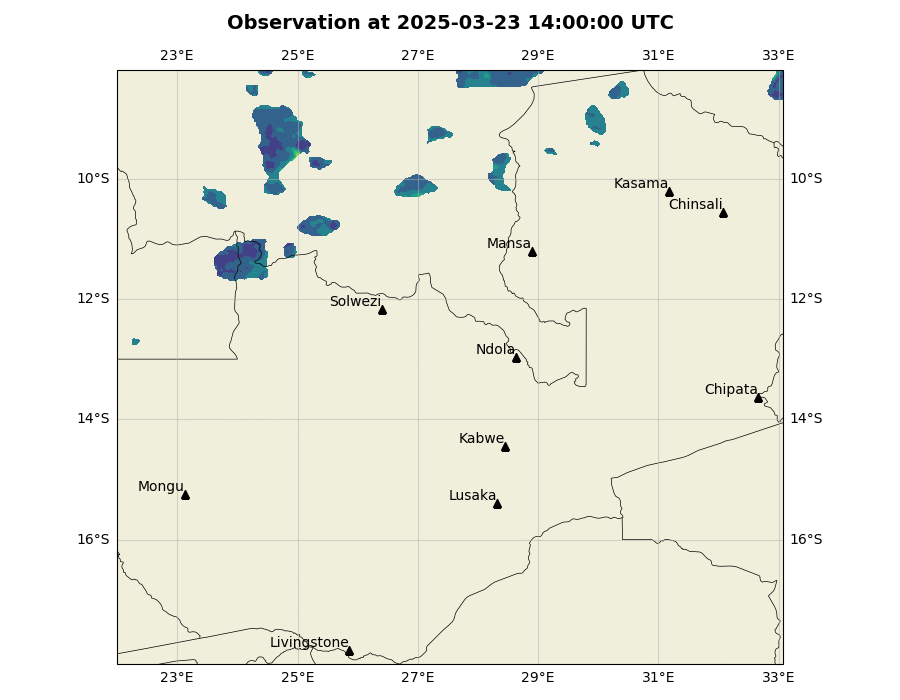 Observation at 2025-03-23 14:00:00 UTC
23°E 25°E 27°E 29°E 31°E 33°E
10°S 10°S
Kasama
Chinsali
Mansa
12°S 12°S
Solwezi
Ndola
Chipata
14°S 14°S
Kabwe
Mongu
Lusaka
16°S 16°S
Livingstone
23°E 25°E 27°E 29°E 31°E 33°E